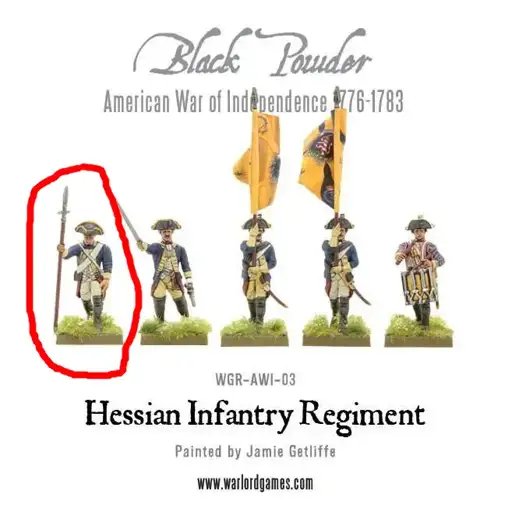 Black Powder
American War of Independence 1776-1783
WGR-AWI-03
Hessian Infantry Regiment
Painted by Jamie Getliffe
www.warlordgames.com